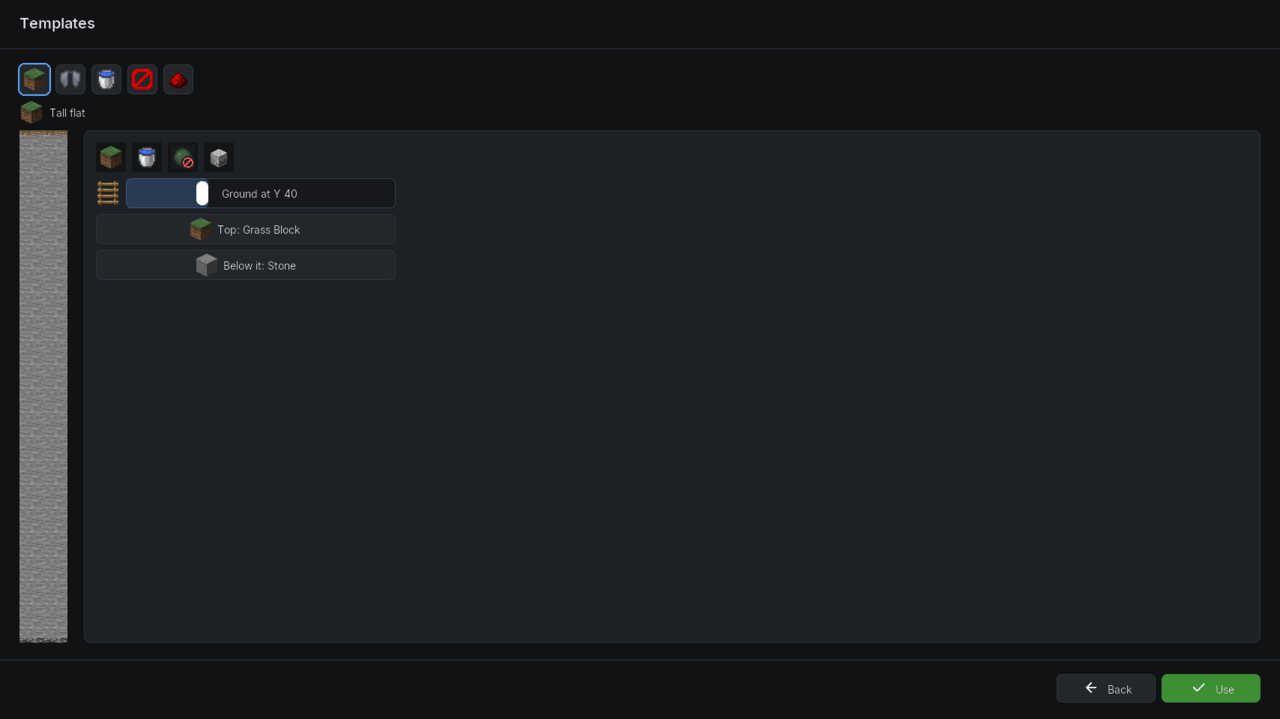 Templates
Tall flat
Ground at Y 40
Top: Grass Block
Below it: Stone
Back
Use